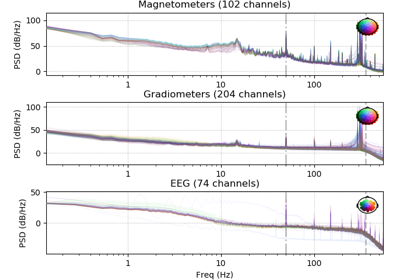 Magnetometers (102 channels)
PSD (dB/Hz)
100
50
0
1
10
100
Gradiometers (204 channels)
PSD (dB/Hz)
100
50
0
1
10
100
EEG (74 channels)
PSD (dB/Hz)
50
0
1
10
100
Freq (Hz)